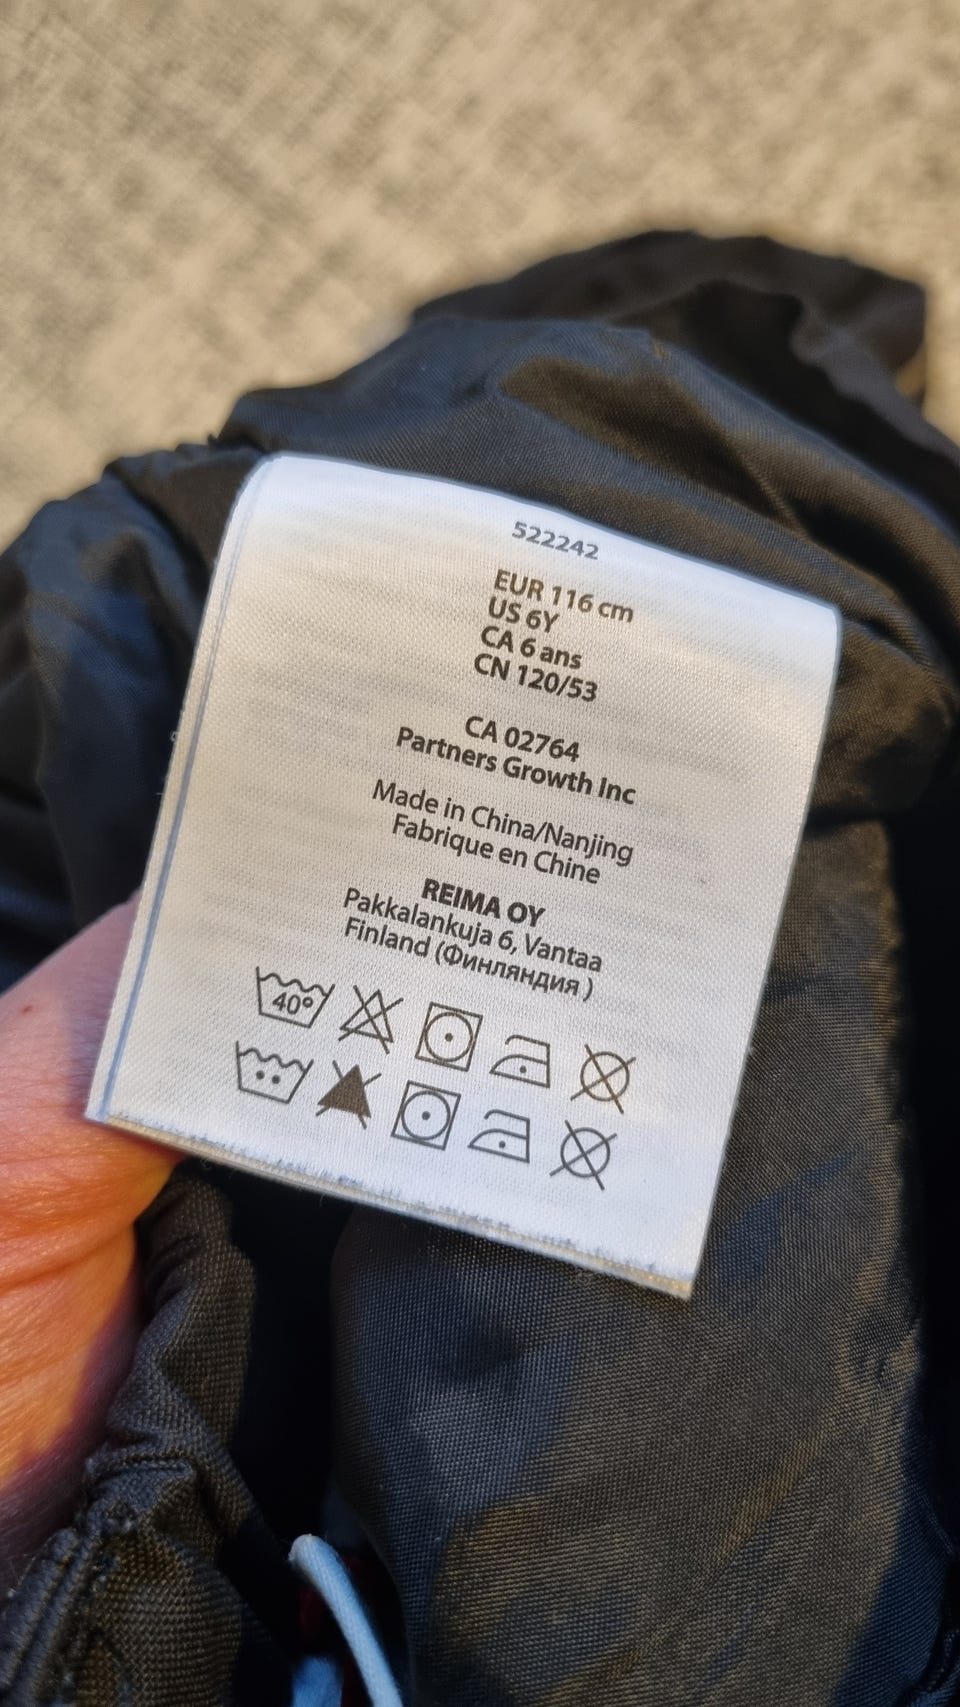 522242
EUR 116 cm
US 6Y
CA 6 ans
CN 120/53
CA 02764
Partners Growth Inc
Made in China/Nanjing
Fabrique en Chine
REIMA OY
Pakkalankuja 6, Vantaa
Finland (Финляндия )
40°